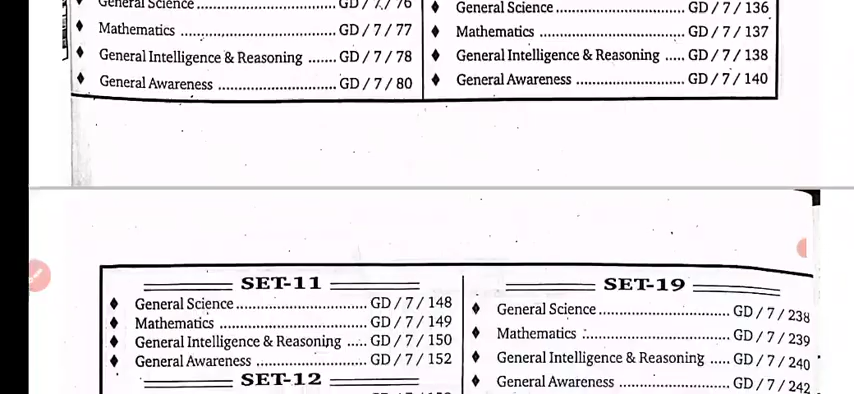 General Science ........ GD / 7 / 76
♦ Mathematics ........ GD / 7 / 77
♦ General Intelligence & Reasoning ....... GD / 7 / 78
♦ General Awareness ........ GD / 7 / 80
♦ General Science ........ GD / 7 / 136
♦ Mathematics ........ GD / 7 / 137
♦ General Intelligence & Reasoning ..... GD / 7 / 138
♦ General Awareness ........ GD / 7 / 140
SET-11
♦ General Science ........ GD / 7 / 148
♦ Mathematics ........ GD / 7 / 149
♦ General Intelligence & Reasoning ..... GD / 7 / 150
♦ General Awareness ........ GD / 7 / 152
SET-12
SET-19
♦ General Science ........ GD / 7 / 238
♦ Mathematics ........ GD / 7 / 239
♦ General Intelligence & Reasoning ..... GD / 7 / 240
♦ General Awareness ........ GD / 7 / 242